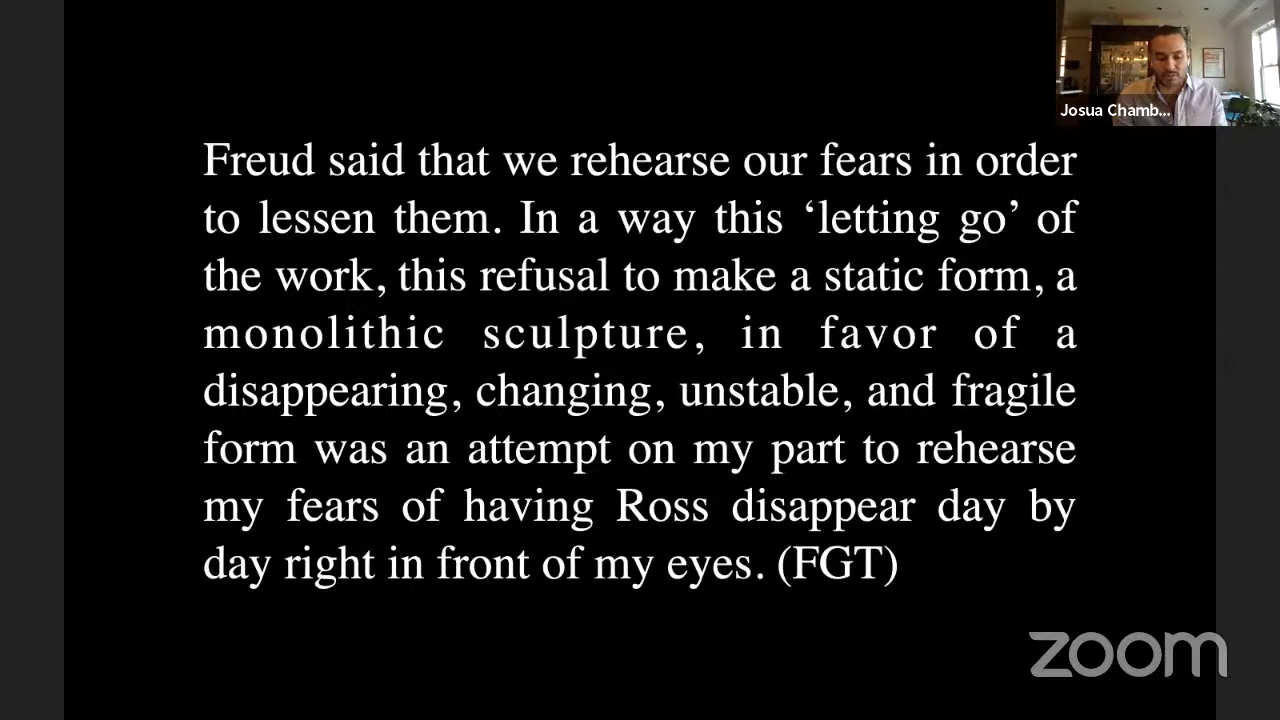 Josua Chamb...
Freud said that we rehearse our fears in order
to lessen them. In a way this ‘letting go’ of
the work, this refusal to make a static form, a
monolithic sculpture, in favor of a
disappearing, changing, unstable, and fragile
form was an attempt on my part to rehearse
my fears of having Ross disappear day by
day right in front of my eyes. (FGT)
zoom